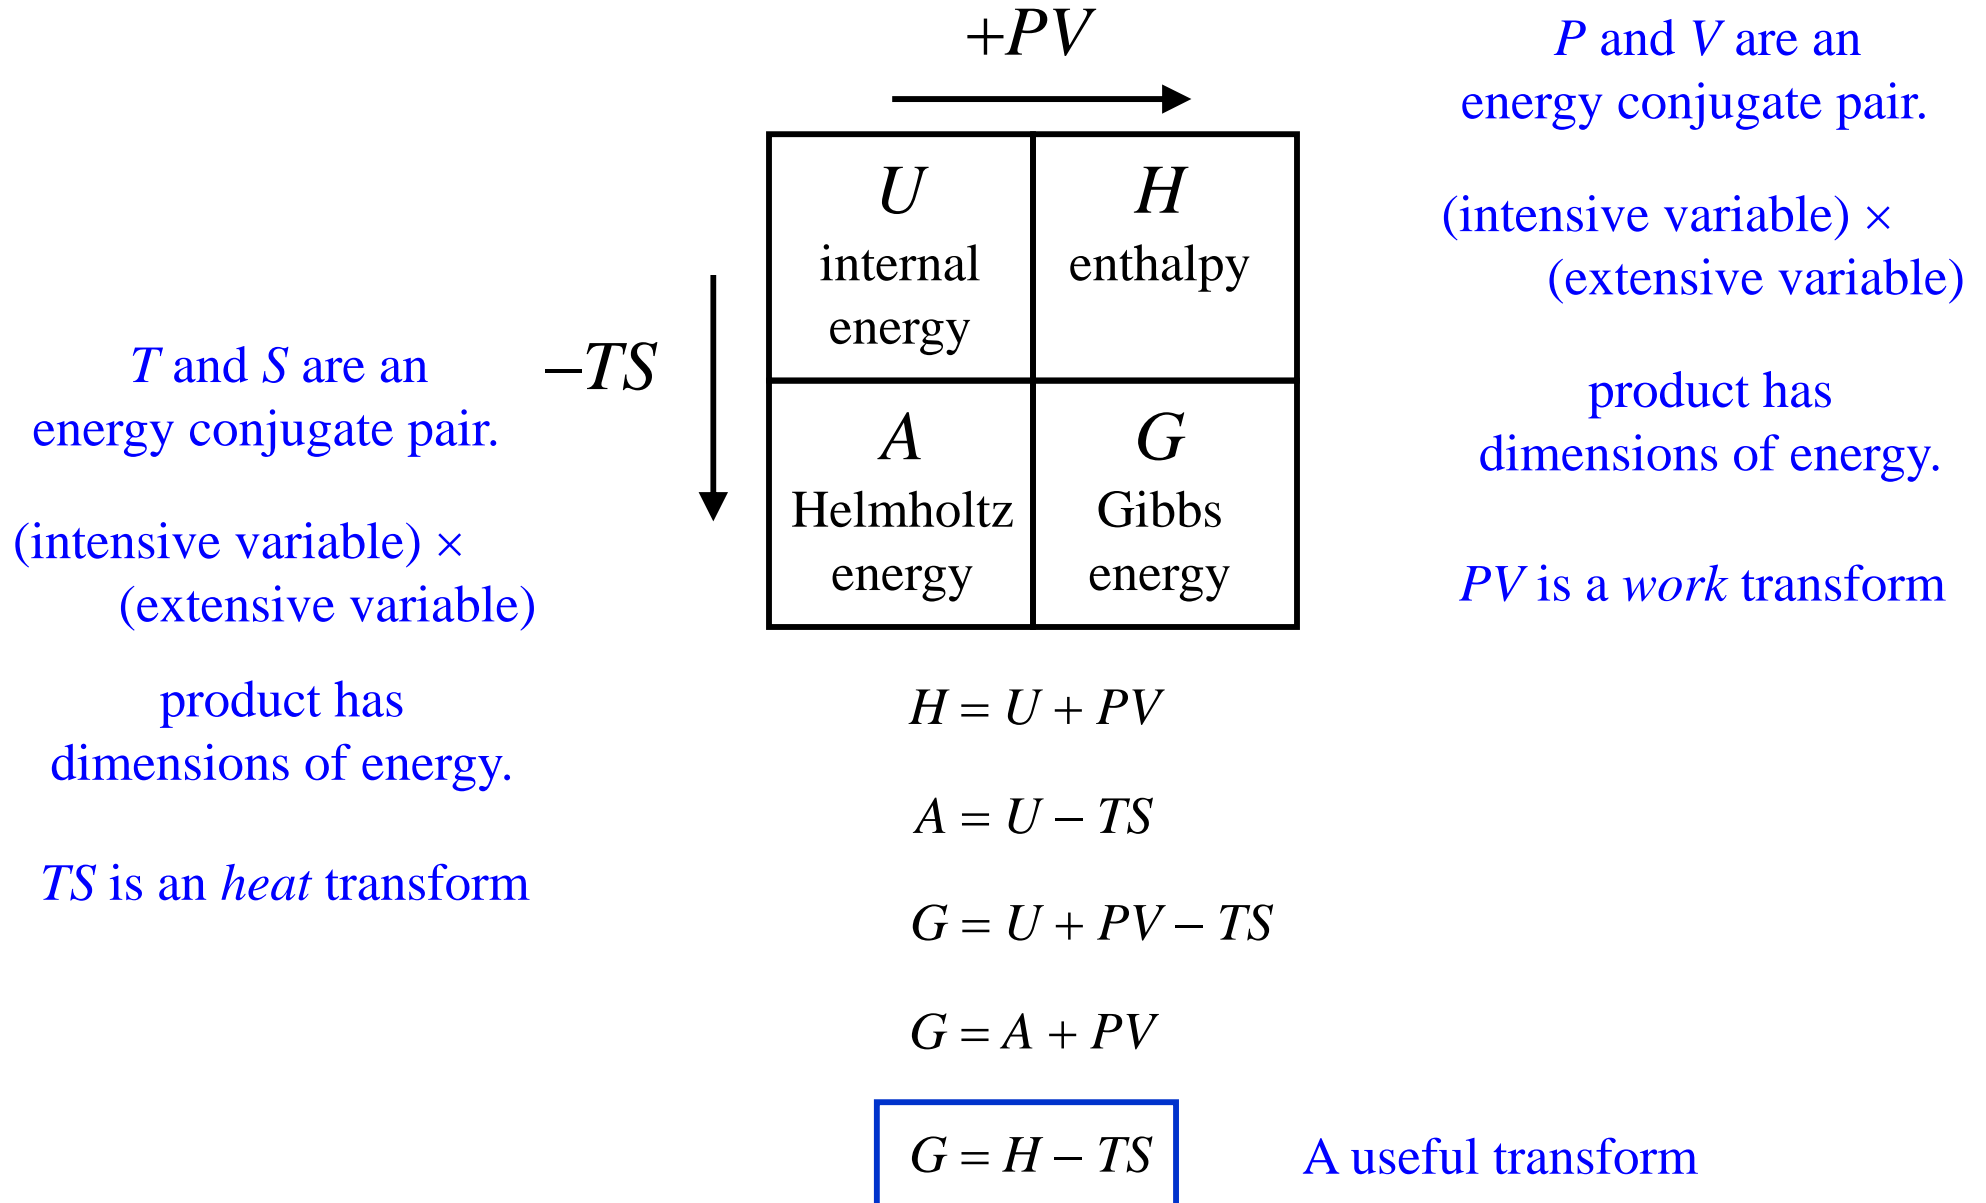 +PV
P and V are an
energy conjugate pair.
(intensive variable) ×
(extensive variable)
product has
dimensions of energy.
PV is a work transform
U
internal
energy
H
enthalpy
A
Helmholtz
energy
G
Gibbs
energy
−TS
T and S are an
energy conjugate pair.
(intensive variable) ×
(extensive variable)
product has
dimensions of energy.
TS is an heat transform
H = U + PV
A = U − TS
G = U + PV − TS
G = A + PV
G = H − TS
A useful transform